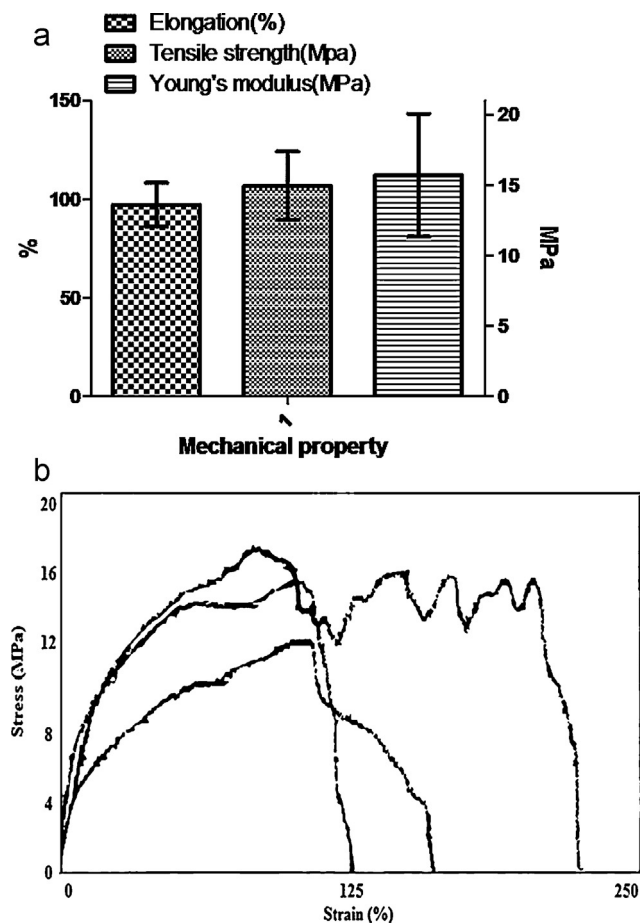 a
Elongation(%)
Tensile strength(Mpa)
Young's modulus(MPa)
150
100
50
0
%
20
15
10
5
0
MPa
1
Mechanical property
b
20
16
12
8
4
0
Stress (MPa)
0
125
250
Strain (%)